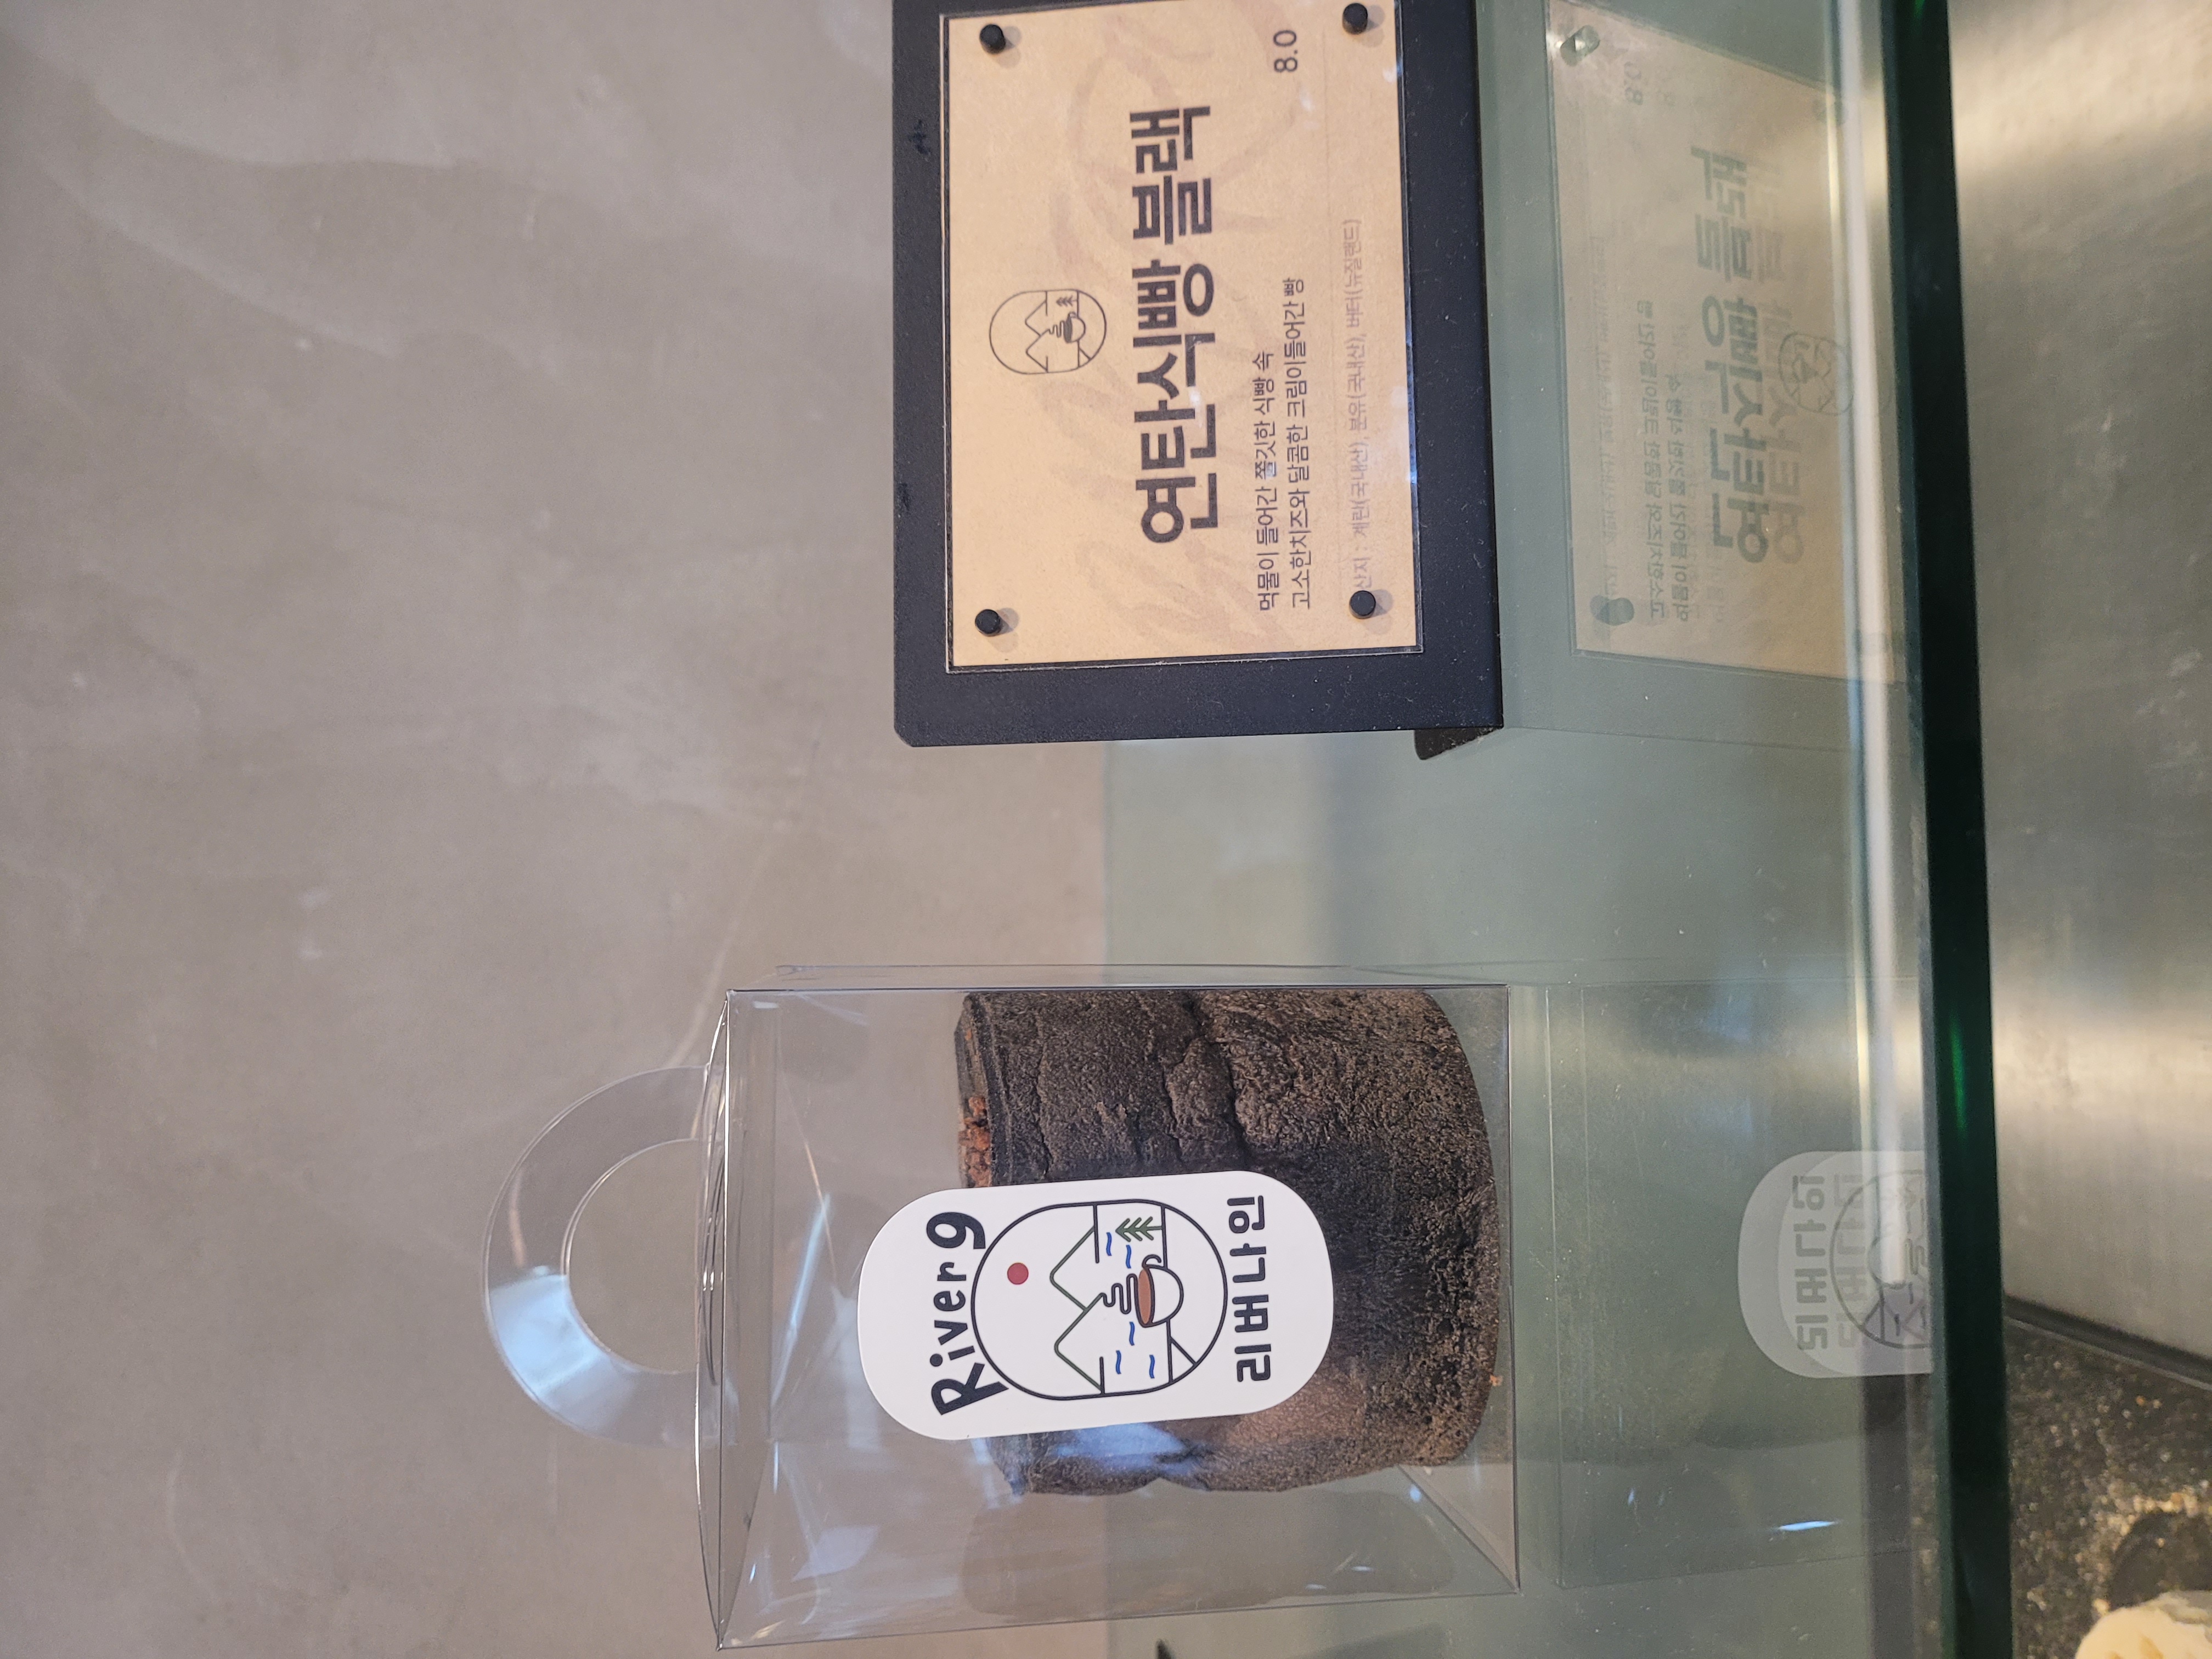 River 9
리버나인
연탄식빵 블랙
먹물이 들어간 쫄깃한 식빵 속
고소한치즈와 달콤한 크림이들어간 빵
8.0
산지 : 계란(국내산), 분유(국내산), 버터(뉴질랜드)